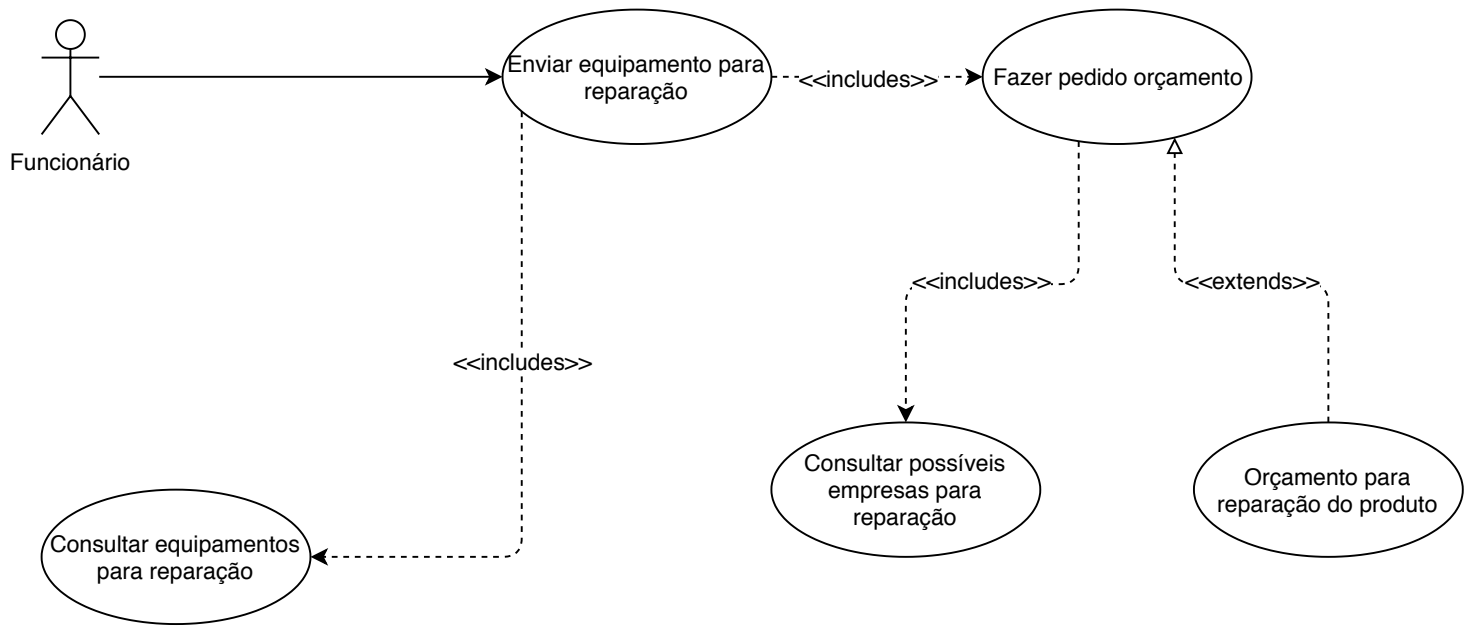 Enviar equipamento para
reparação
<<includes>>
Fazer pedido orçamento
Funcionário
<<includes>>
<<extends>>
<<includes>>
Consultar possíveis
empresas para
reparação
Orçamento para
reparação do produto
Consultar equipamentos
para reparação